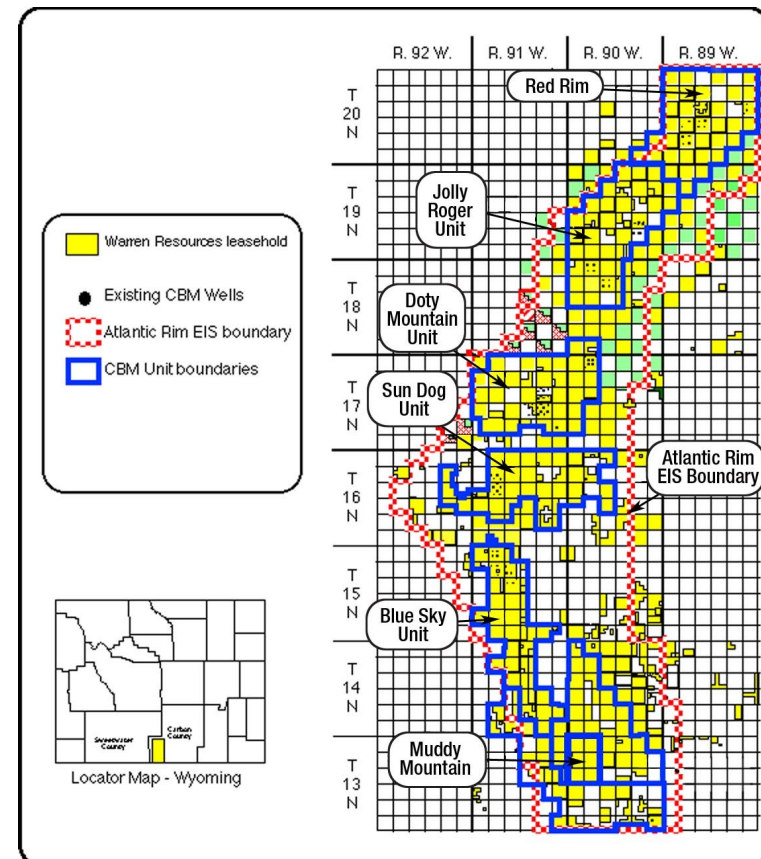 R. 92 W.
R. 91 W.
R. 90 W.
R. 89 W.
T
20
N
T
19
N
T
18
N
T
17
N
T
16
N
T
15
N
T
14
N
T
13
N
Red Rim
Jolly
Roger
Unit
Doty
Mountain
Unit
Sun Dog
Unit
Atlantic Rim
EIS Boundary
Blue Sky
Unit
Muddy
Mountain
Warren Resources leasehold
Existing CBM Wells
Atlantic Rim EIS boundary
CBM Unit boundaries
Sweetwater
County
Carbon
County
Locator Map - Wyoming